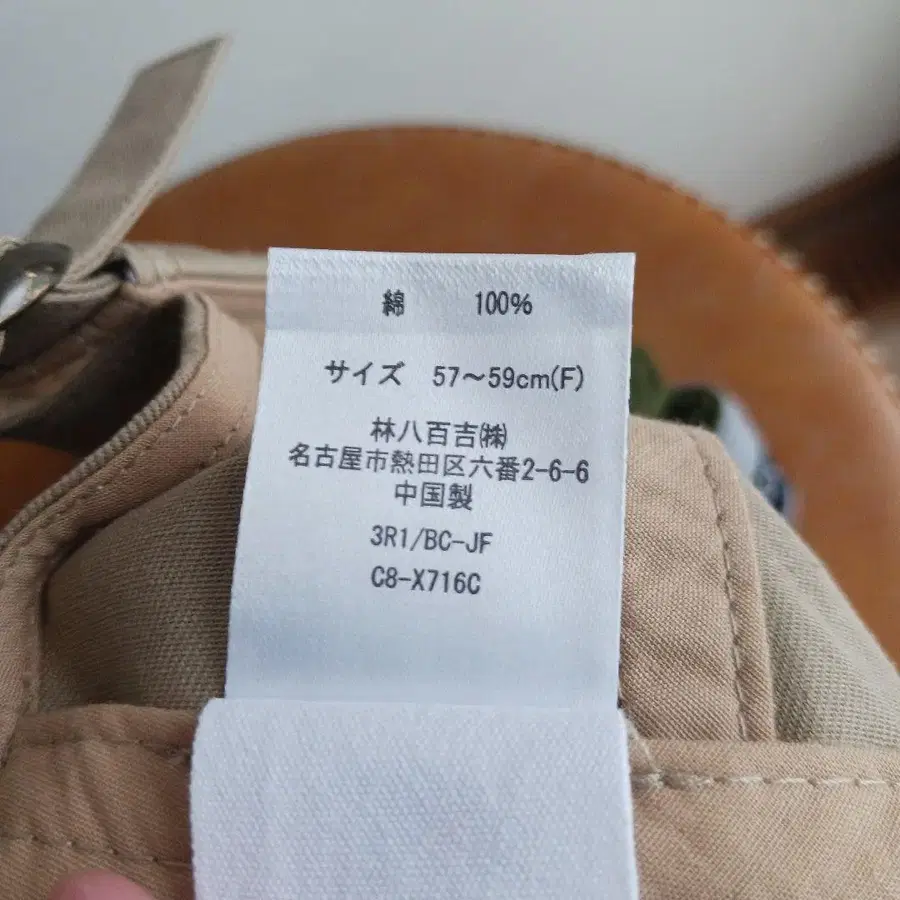 綿 100%
サイズ 57～59cm(F)
林八百吉㈱
名古屋市熱田区六番2-6-6
中国製
3R1/BC-JF
C8-X716C